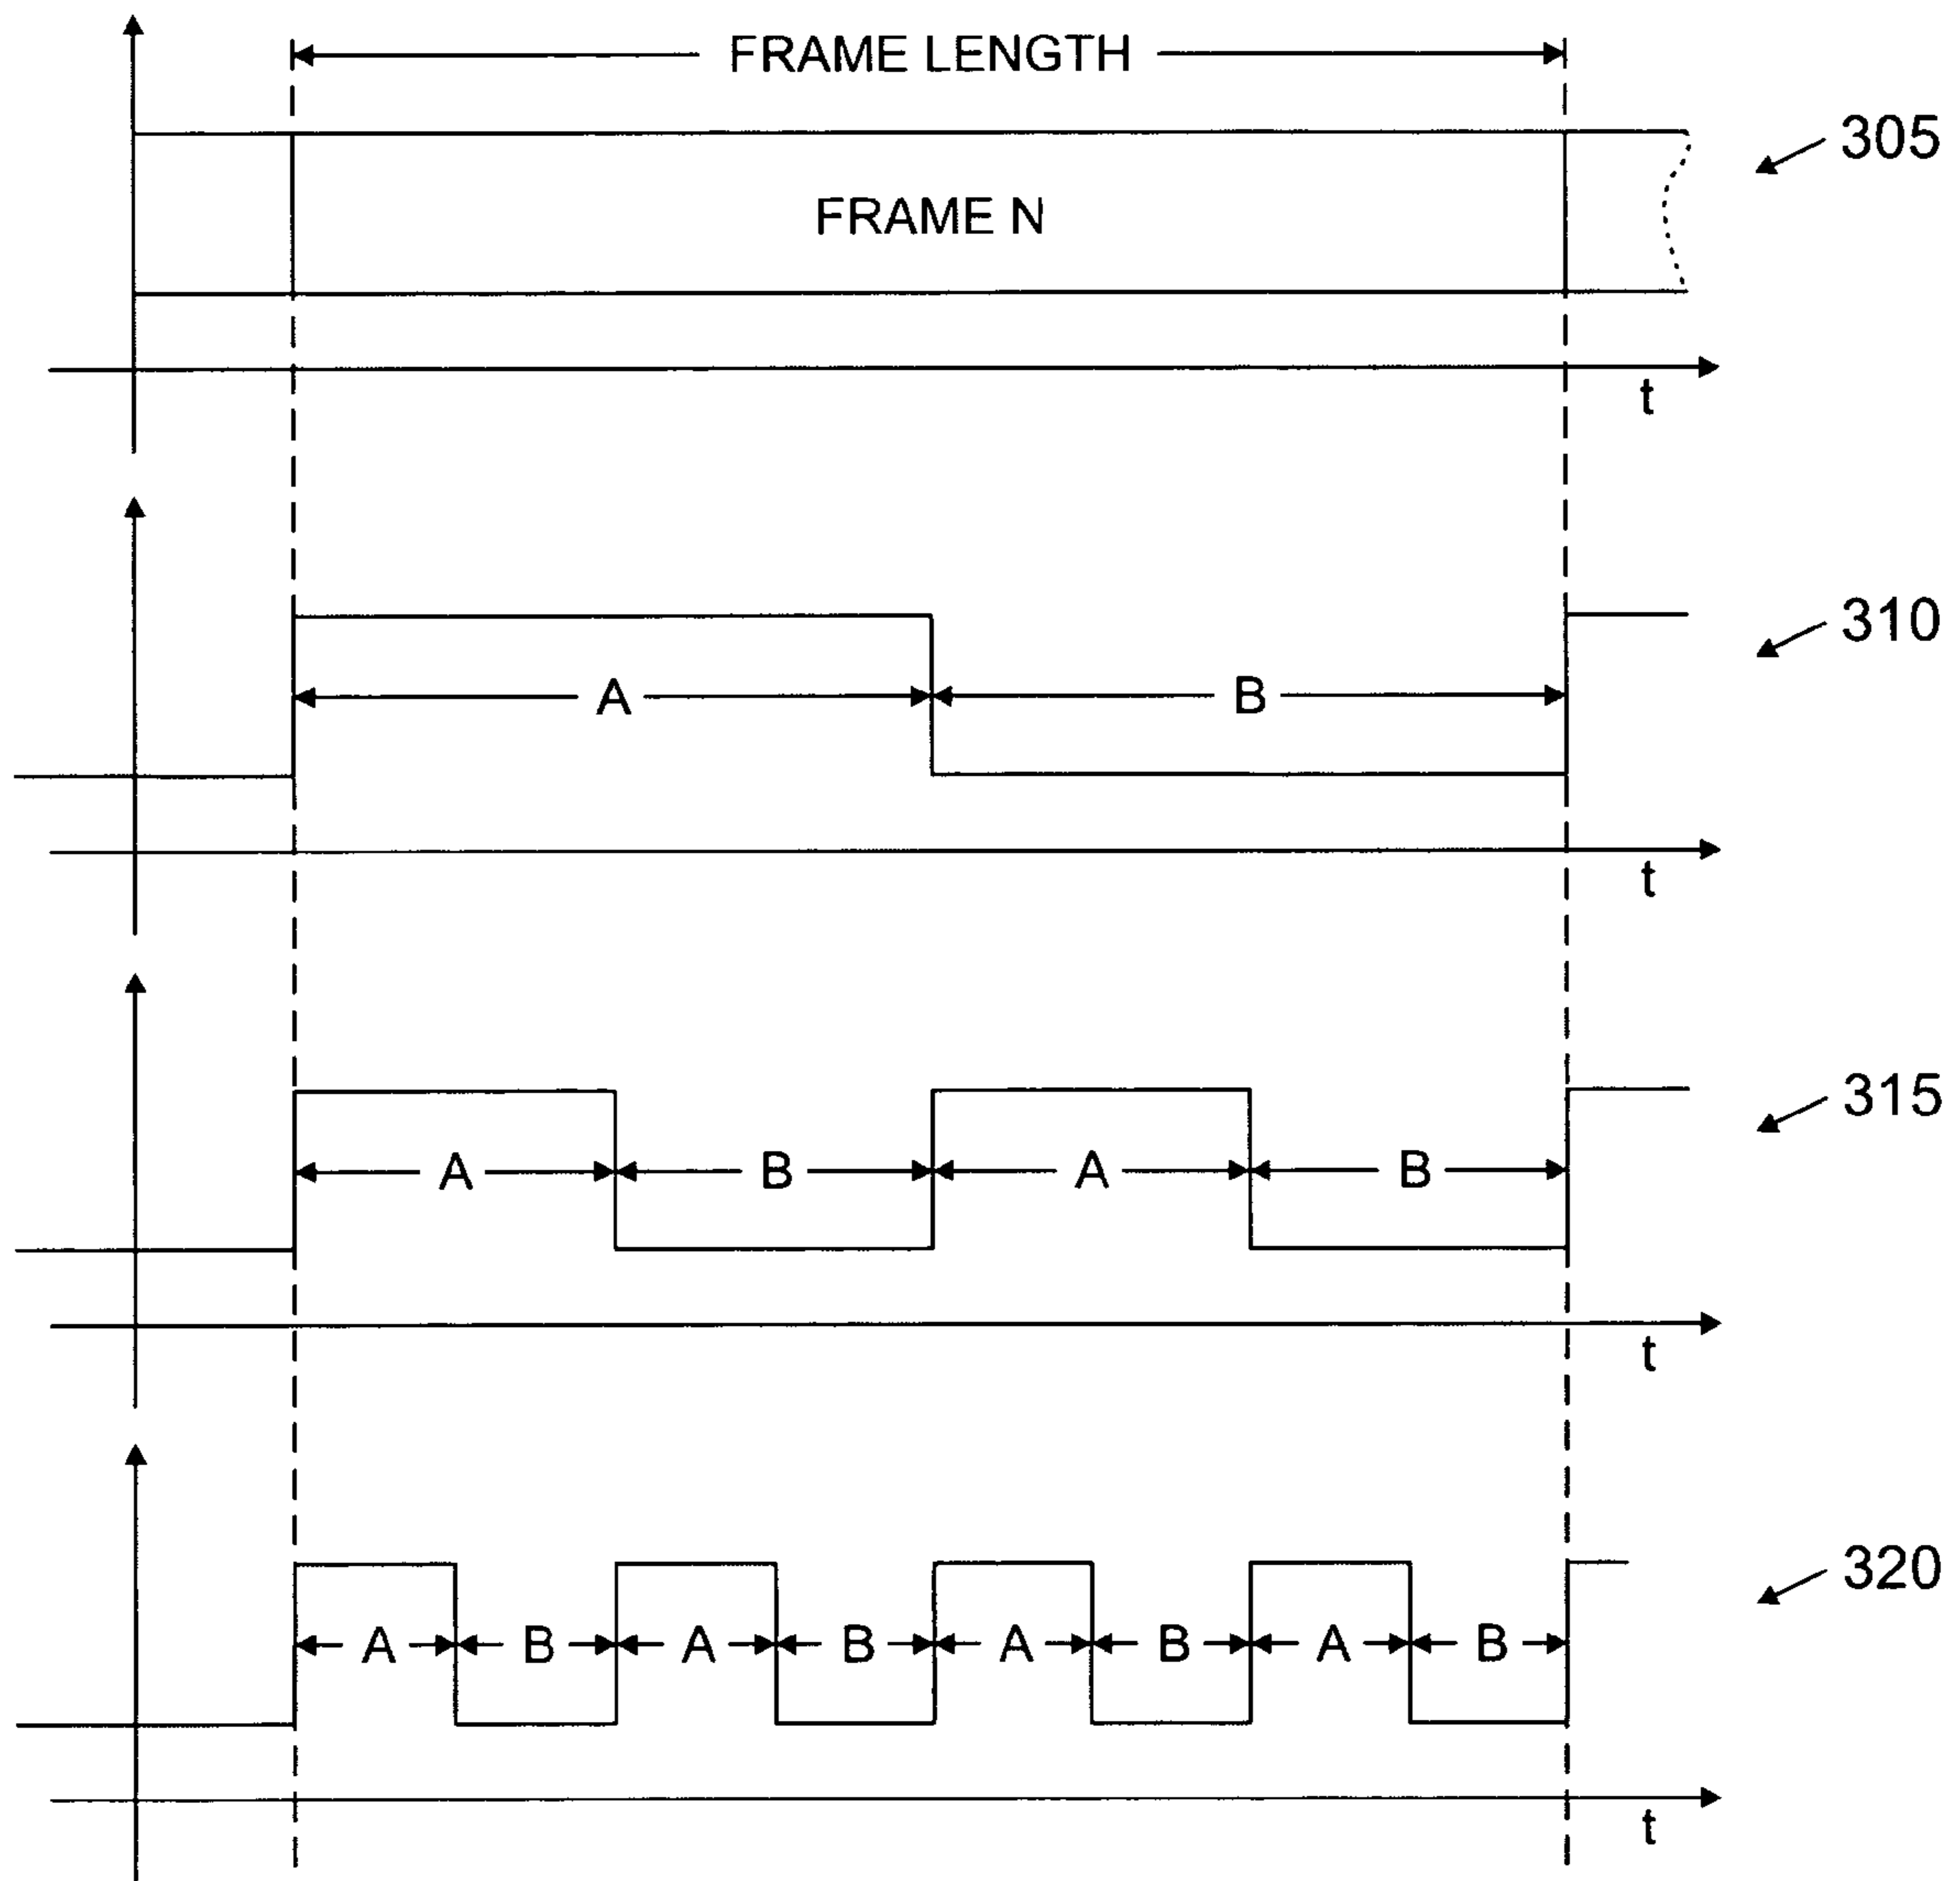 FRAME LENGTH
305
FRAME N
t
310
A B
t
315
A B A B
t
320
A B A B A B A B
t